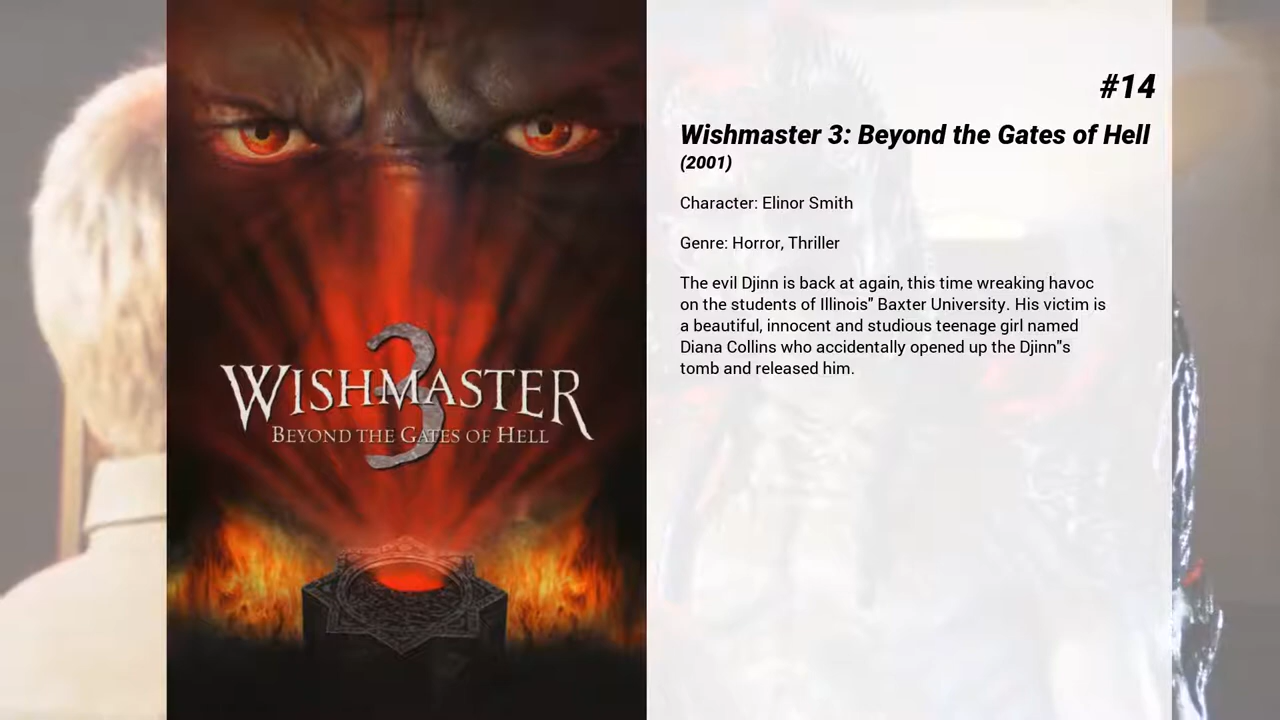 3
WISHMASTER
BEYOND THE GATES OF HELL
#14
Wishmaster 3: Beyond the Gates of Hell
(2001)
Character: Elinor Smith
Genre: Horror, Thriller
The evil Djinn is back at again, this time wreaking havoc
on the students of Illinois" Baxter University. His victim is
a beautiful, innocent and studious teenage girl named
Diana Collins who accidentally opened up the Djinn"s
tomb and released him.